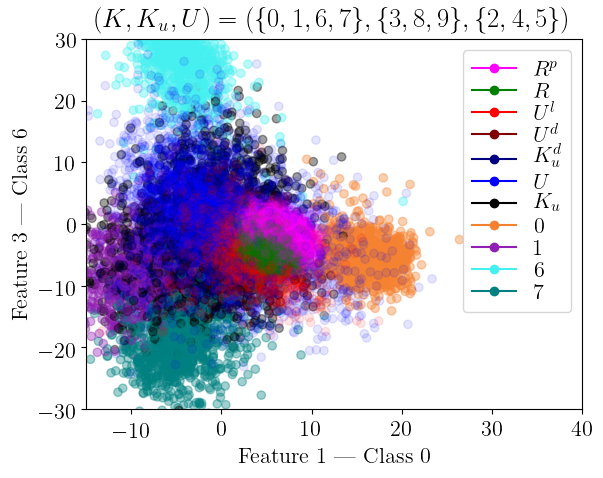 (K, K_u, U) = ({0, 1, 6, 7}, {3, 8, 9}, {2, 4, 5})
30
20
10
0
−10
−20
−30
Feature 3 — Class 6
−10
0
10
20
30
40
Feature 1 — Class 0
R^p
R
U^l
U^d
K_u^d
U
K_u
0
1
6
7